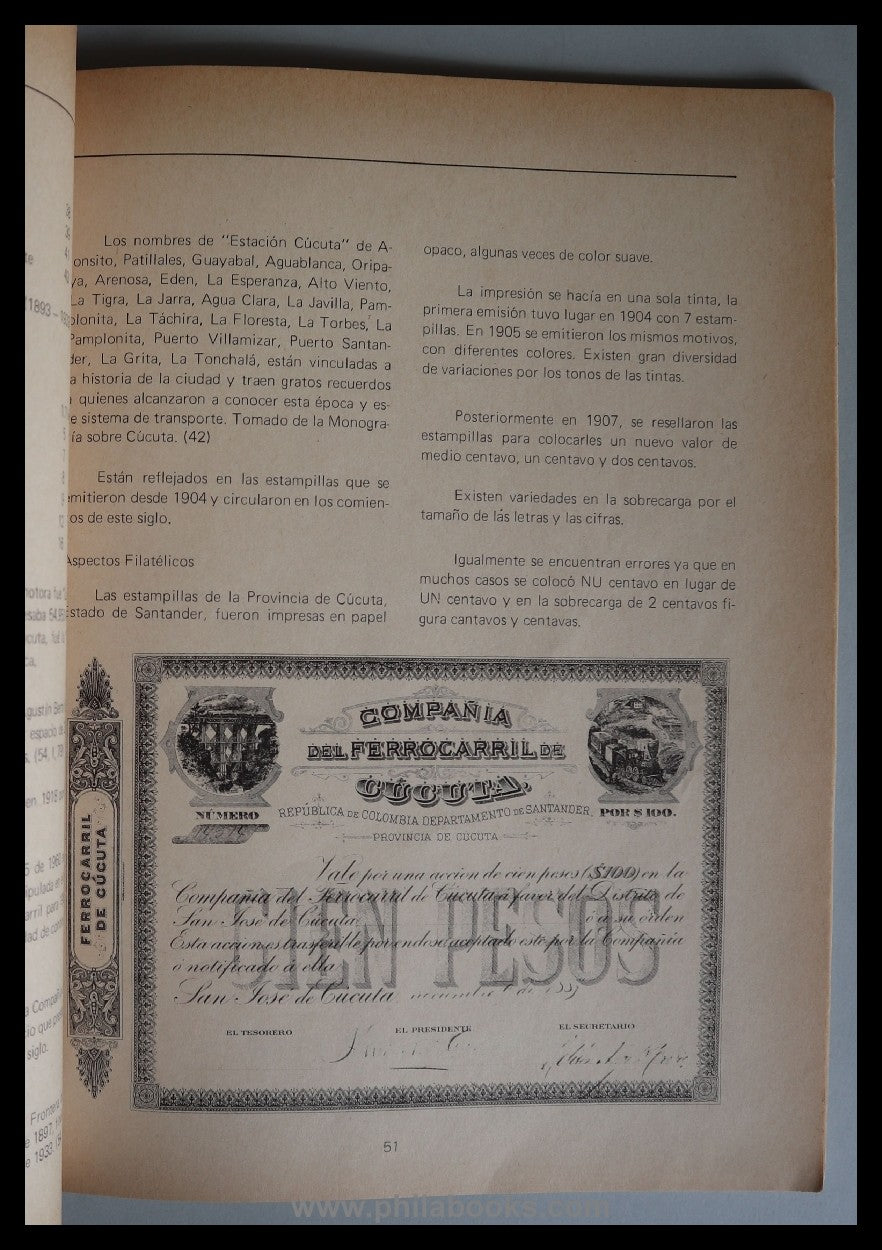 Los nombres de "Estación Cúcuta" de A-
onsito, Patillales, Guayabal, Aguablanca, Oripa-
ya, Arenosa, Eden, La Esperanza, Alto Viento,
La Tigra, La Jarra, Agua Clara, La Javilla, Pam-
plonita, La Táchira, La Floresta, La Torbes, La
Pamplonita, Puerto Villamizar, Puerto Santan-
der, La Grita, La Tonchalá, están vinculadas a
a historia de la ciudad y traen gratos recuerdos
quienes alcanzaron a conocer esta época y es-
e sistema de transporte. Tomado de la Monogra-
ía sobre Cúcuta. (42)
Están reflejados en las estampillas que se
emitieron desde 1904 y circularon en los comien-
os de este siglo.
Aspectos Filatélicos
Las estampillas de la Provincia de Cúcuta,
Estado de Santander, fueron impresas en papel
opaco, algunas veces de color suave.
La impresión se hacía en una sola tinta, la
primera emisión tuvo lugar en 1904 con 7 estam-
pillas. En 1905 se emitieron los mismos motivos,
con diferentes colores. Existen gran diversidad
de variaciones por los tonos de las tintas.
Posteriormente en 1907, se resellaron las
estampillas para colocarles un nuevo valor de
medio centavo, un centavo y dos centavos.
Existen variedades en la sobrecarga por el
tamaño de las letras y las cifras.
Igualmente se encuentran errores ya que en
muchos casos se colocó NU centavo en lugar de
UN centavo y en la sobrecarga de 2 centavos fi-
gura cantavos y centavas.
FERROCARRIL
DE CÚCUTA
COMPAÑIA
DEL FERROCARRIL DE
CÚCUTA.
NÚMERO
REPÚBLICA DE COLOMBIA DEPARTAMENTO DE SANTANDER.
POR $ 100.
PROVINCIA DE CÚCUTA
Vale por una accion de cien pesos ($100) en la
Compañia del Ferrocarral de Cucuta a favor del Distrito de
San José de Cúcuta ó a su orden
Esta accion es trasferible por endose aceptado este por la Compañia
o notificado á ella
CIEN PESOS
San Jose de Cucuta
EL TESORERO
EL PRESIDENTE
EL SECRETARIO
51
www.philabooks.com